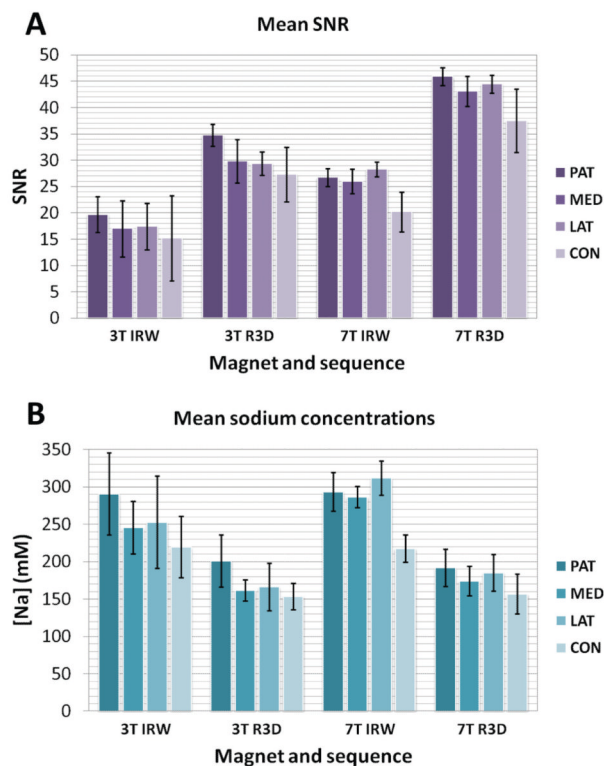 A
Mean SNR
50
45
40
35
30
25
20
15
10
5
0
SNR
3T IRW 3T R3D 7T IRW 7T R3D
Magnet and sequence
PAT
MED
LAT
CON
B
Mean sodium concentrations
350
300
250
200
150
100
50
0
[Na] (mM)
3T IRW 3T R3D 7T IRW 7T R3D
Magnet and sequence
PAT
MED
LAT
CON